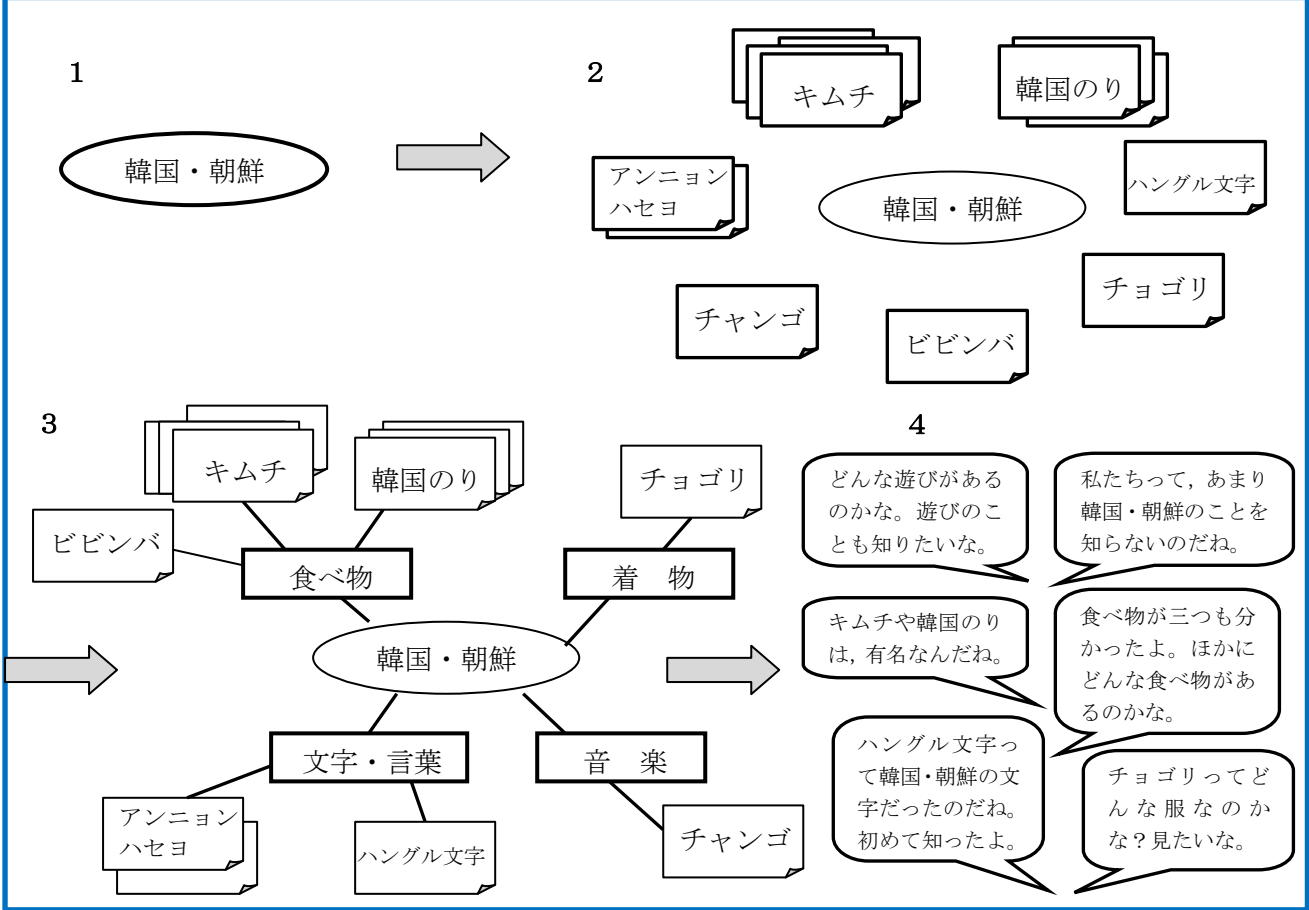 1
韓国・朝鮮
2
キムチ
韓国のり
アンニョン
ハセヨ
ハングル文字
韓国・朝鮮
チョゴリ
チャンゴ
ビビンバ
3
キムチ
韓国のり
チョゴリ
ビビンバ
食べ物
着　物
韓国・朝鮮
文字・言葉
音　楽
アンニョン
ハセヨ
ハングル文字
チャンゴ
4
どんな遊びがある
のかな。遊びのこ
とも知りたいな。
私たちって，あまり
韓国・朝鮮のことを
知らないのだね。
キムチや韓国のり
は，有名なんだね。
食べ物が三つも分
かったよ。ほかに
どんな食べ物があ
るのかな。
ハングル文字っ
て韓国・朝鮮の文
字だったのだね。
初めて知ったよ。
チョゴリってど
んな服なのか
な？見たいな。